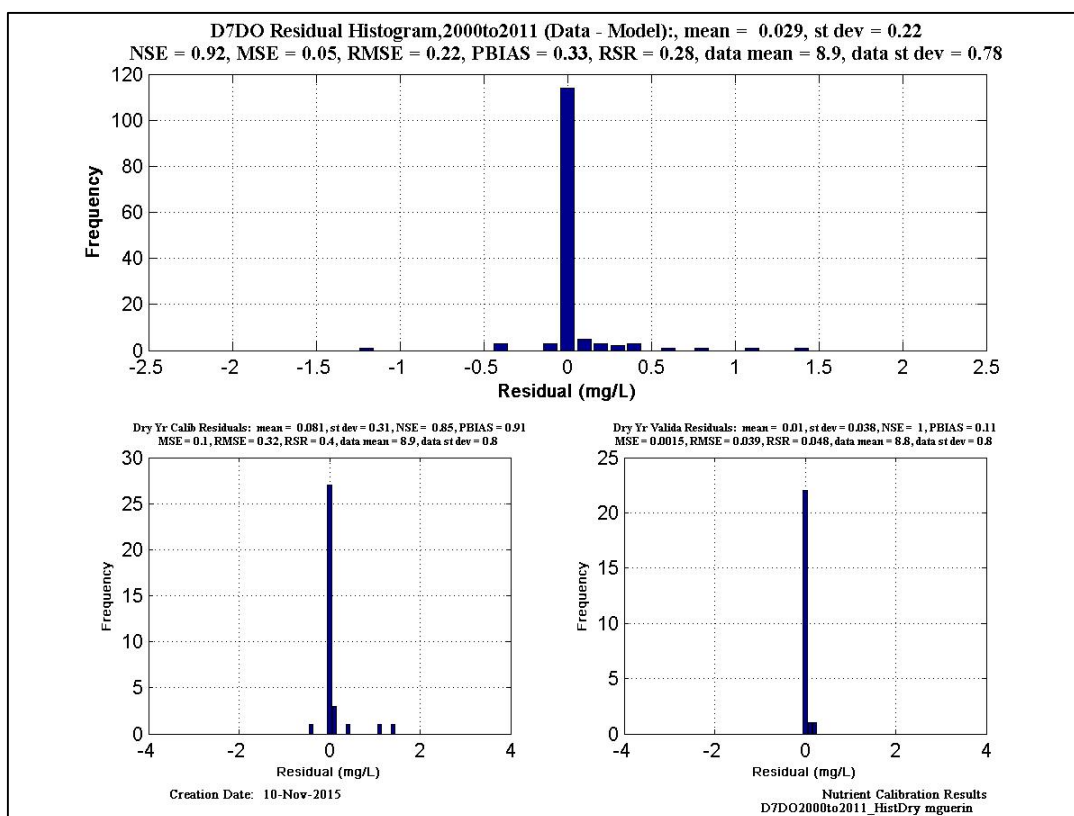 D7DO Residual Histogram,2000to2011 (Data - Model):, mean =  0.029, st dev = 0.22
NSE = 0.92, MSE = 0.05, RMSE = 0.22, PBIAS = 0.33, RSR = 0.28, data mean = 8.9, data st dev = 0.78
120
100
80
60
40
20
0
Frequency
-2.5 -2 -1.5 -1 -0.5 0 0.5 1 1.5 2 2.5
Residual (mg/L)
Dry Yr Calib Residuals:  mean =  0.081, st dev = 0.31, NSE =  0.85, PBIAS = 0.91
MSE = 0.1, RMSE = 0.32, RSR = 0.4, data mean = 8.9, data st dev = 0.8
30
25
20
15
10
5
0
Frequency
-4 -2 0 2 4
Residual (mg/L)
Dry Yr Valida Residuals:  mean = 0.01, st dev = 0.038, NSE =  1, PBIAS = 0.11
MSE = 0.0015, RMSE = 0.039, RSR = 0.048, data mean = 8.8, data st dev = 0.8
25
20
15
10
5
0
Frequency
-4 -2 0 2 4
Residual (mg/L)
Creation Date:  10-Nov-2015
Nutrient Calibration Results
D7DO2000to2011_HistDry mguerin